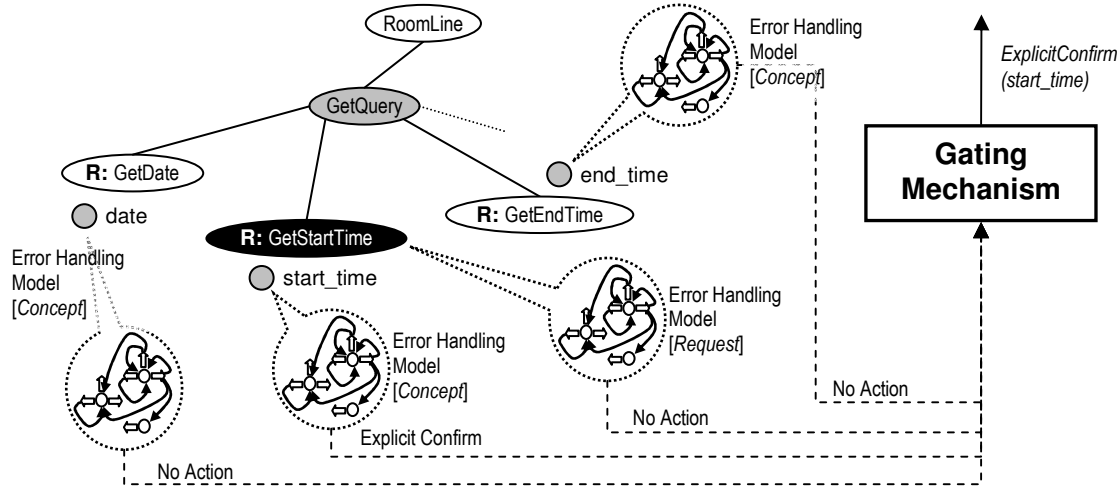 RoomLine
Error Handling
Model
[Concept]
ExplicitConfirm
(start_time)
GetQuery
Gating
Mechanism
R: GetDate
end_time
date
R: GetEndTime
R: GetStartTime
Error Handling
Model
[Concept]
start_time
Error Handling
Model
[Request]
Error Handling
Model
[Concept]
No Action
No Action
Explicit Confirm
No Action